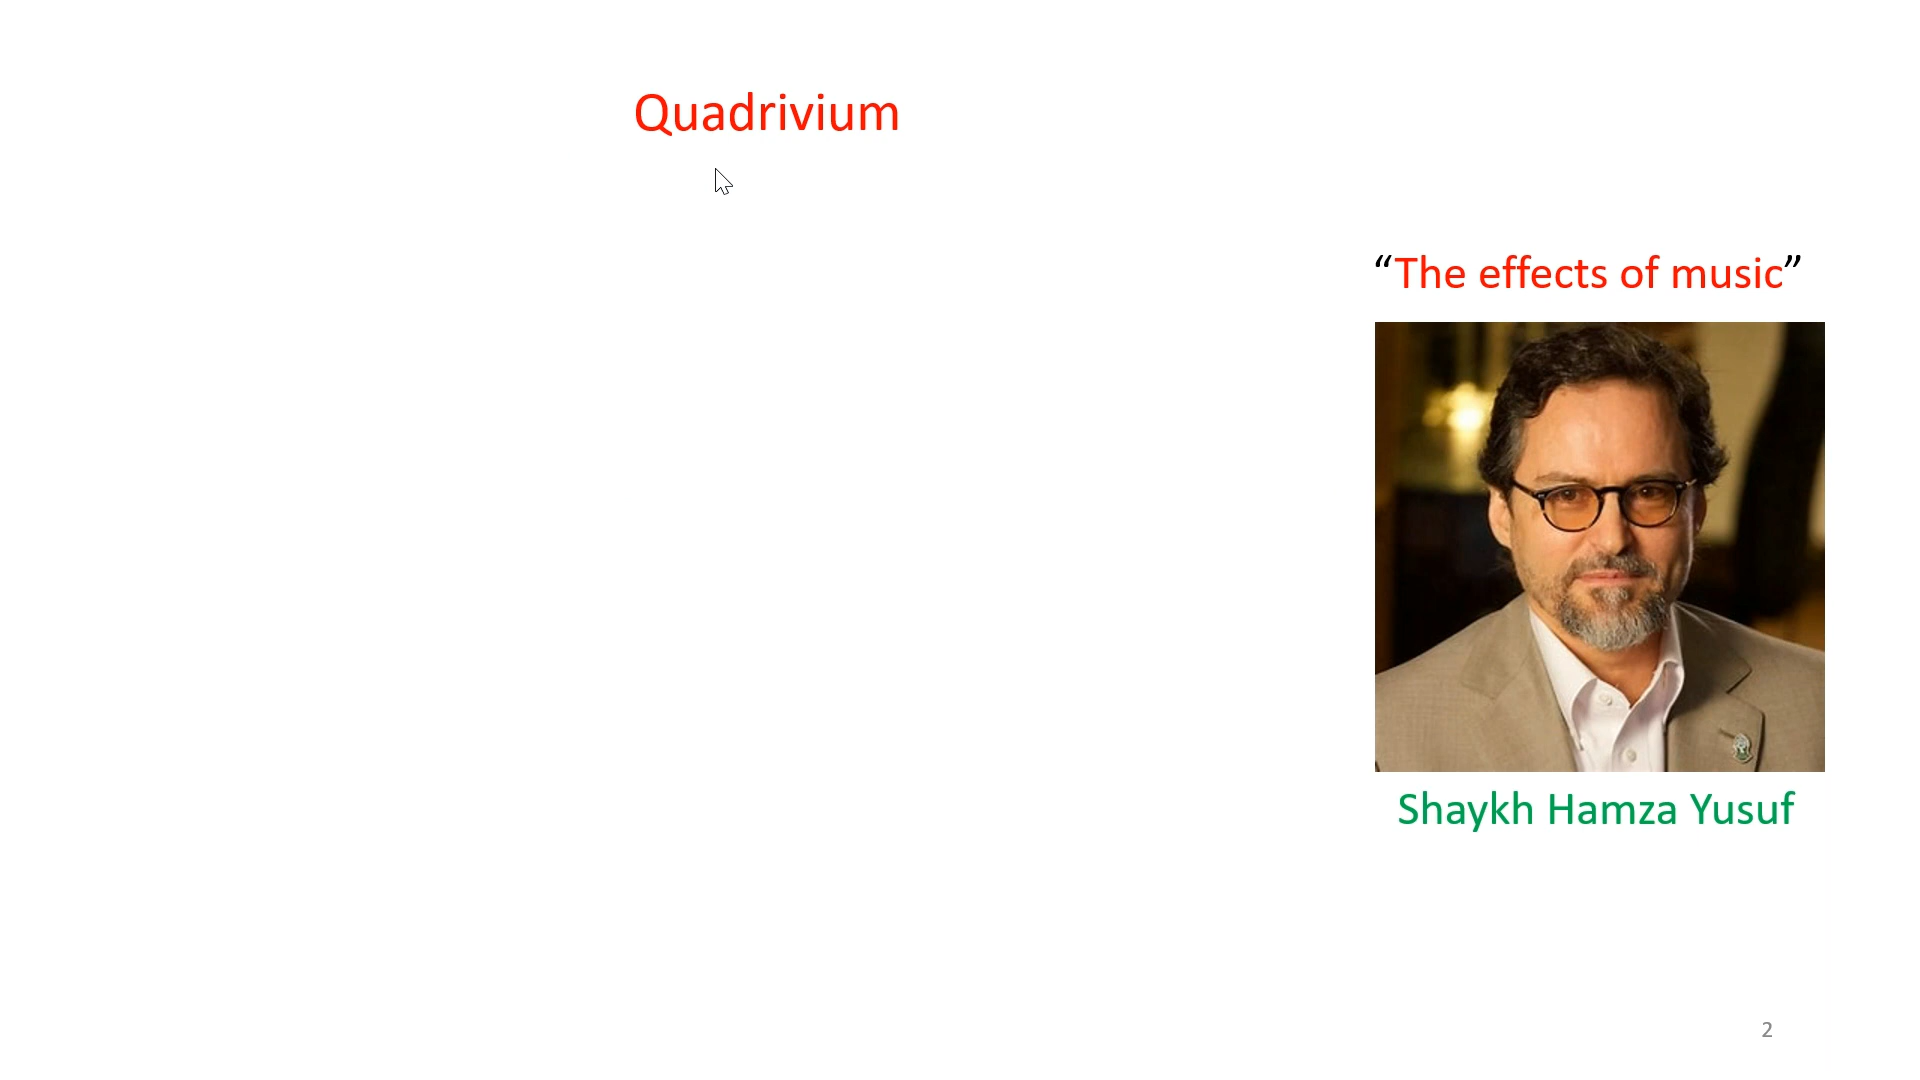 Quadrivium
“The effects of music”
Shaykh Hamza Yusuf
2